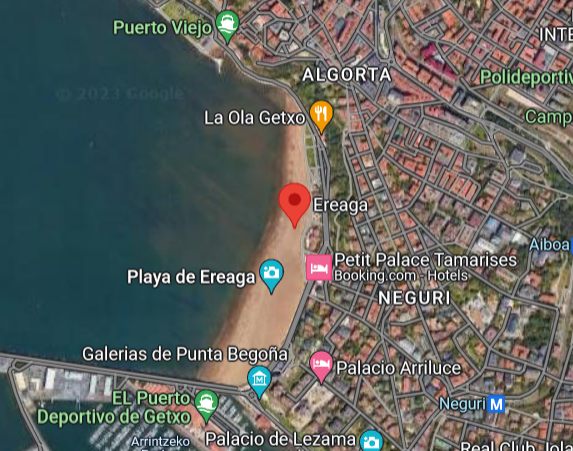 Puerto Viejo
INTE
ALGORTA
Polideportiv
© 2023 Google
Camp
La Ola Getxo
Ereaga
Aiboa
Petit Palace Tamarises
Booking.com - Hotels
Playa de Ereaga
NEGURI
Galerias de Punta Begoña
Palacio Arriluce
EL Puerto
Deportivo de Getxo
Neguri M
Arrintzeko
Palacio de Lezama
Real Club Jola